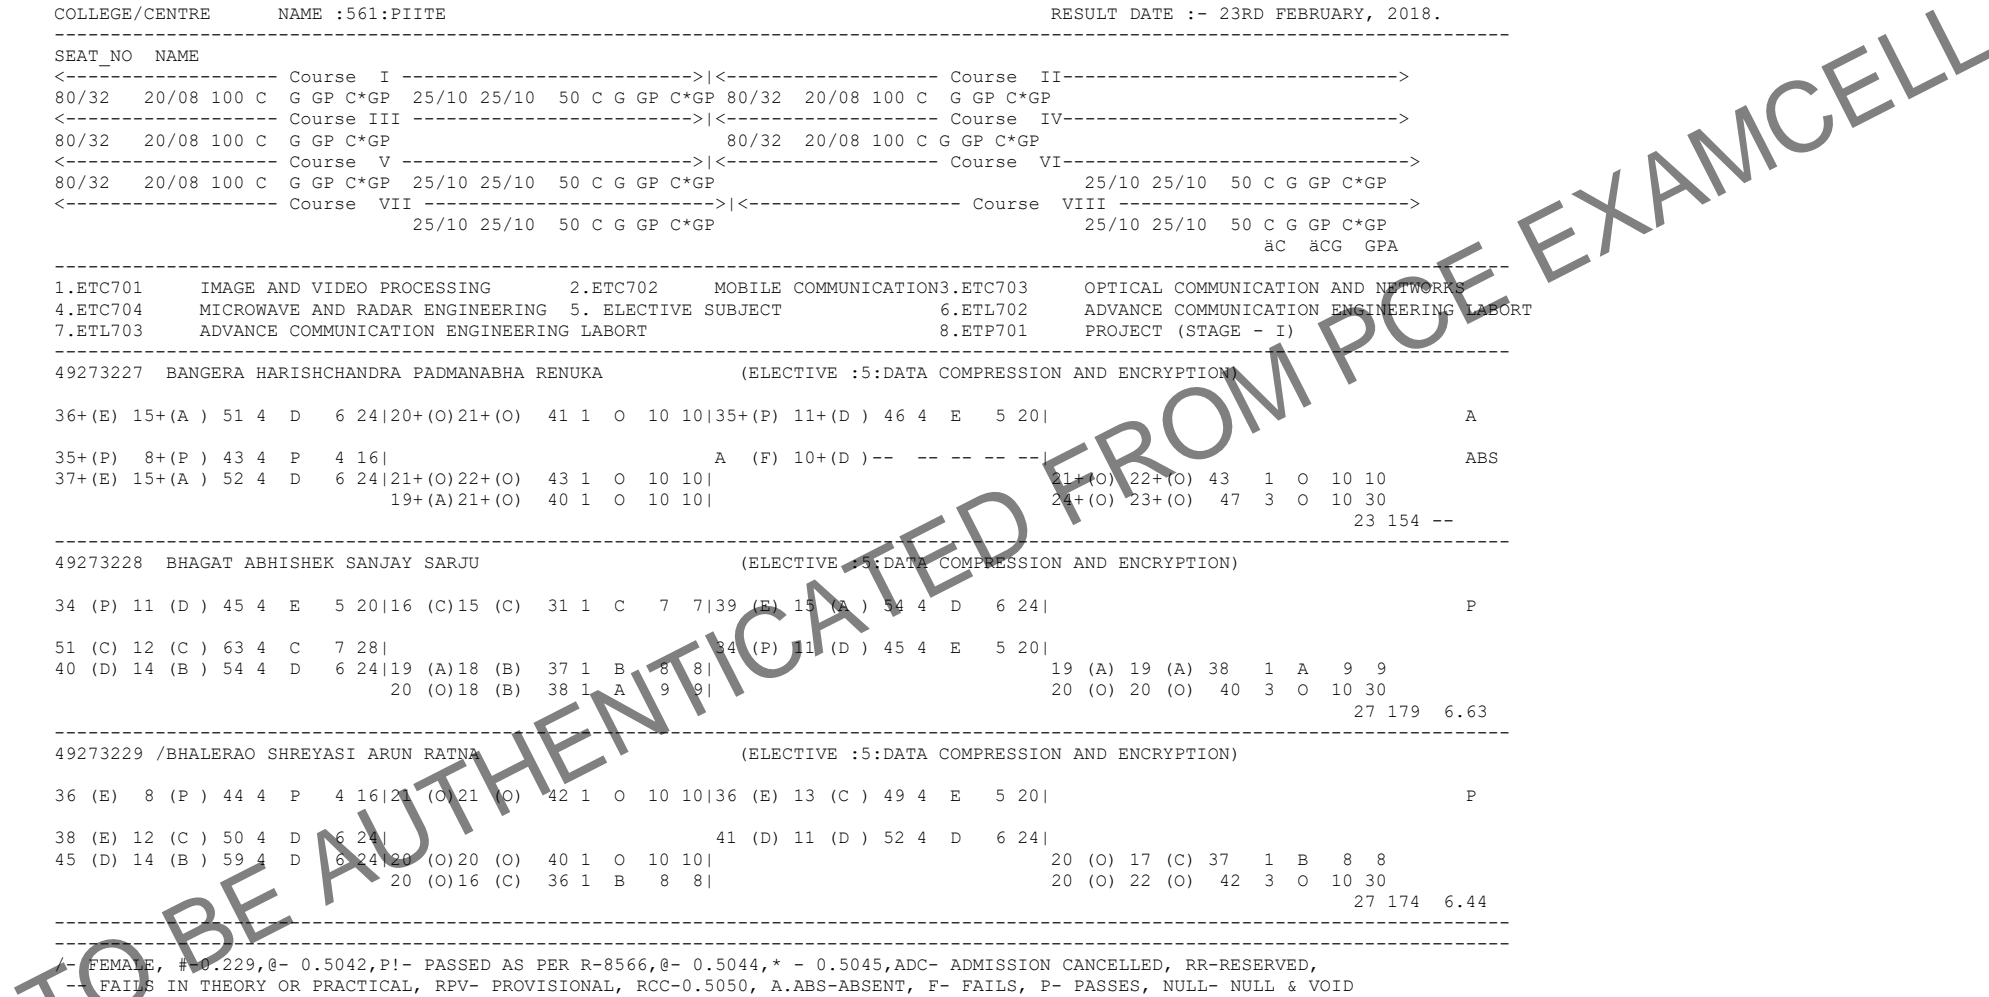 COLLEGE/CENTRE NAME :561:PIITE RESULT DATE :- 23RD FEBRUARY, 2018.
SEAT_NO NAME
<------------------- Course I -------------------------->|<------------------- Course II------------------------------>
80/32 20/08 100 C G GP C*GP 25/10 25/10 50 C G GP C*GP 80/32 20/08 100 C G GP C*GP
<------------------- Course III ------------------------->|<------------------- Course IV------------------------------>
80/32 20/08 100 C G GP C*GP 80/32 20/08 100 C G GP C*GP
<------------------- Course V -------------------------->|<------------------- Course VI------------------------------->
80/32 20/08 100 C G GP C*GP 25/10 25/10 50 C G GP C*GP 25/10 25/10 50 C G GP C*GP
<------------------- Course VII -------------------------->|<------------------- Course VIII -------------------------->
25/10 25/10 50 C G GP C*GP 25/10 25/10 50 C G GP C*GP
äC äCG GPA
1.ETC701 IMAGE AND VIDEO PROCESSING 2.ETC702 MOBILE COMMUNICATION3.ETC703 OPTICAL COMMUNICATION AND NETWORKS
4.ETC704 MICROWAVE AND RADAR ENGINEERING 5. ELECTIVE SUBJECT 6.ETL702 ADVANCE COMMUNICATION ENGINEERING LABORT
7.ETL703 ADVANCE COMMUNICATION ENGINEERING LABORT 8.ETP701 PROJECT (STAGE - I)
49273227 BANGERA HARISHCHANDRA PADMANABHA RENUKA (ELECTIVE :5:DATA COMPRESSION AND ENCRYPTION)
36+(E) 15+(A ) 51 4 D 6 24|20+(O)21+(O) 41 1 O 10 10|35+(P) 11+(D ) 46 4 E 5 20| A
35+(P) 8+(P ) 43 4 P 4 16| A (F) 10+(D )-- -- -- -- --| ABS
37+(E) 15+(A ) 52 4 D 6 24|21+(O)22+(O) 43 1 O 10 10| 21+(O) 22+(O) 43 1 O 10 10
19+(A)21+(O) 40 1 O 10 10| 24+(O) 23+(O) 47 3 O 10 30
23 154 --
49273228 BHAGAT ABHISHEK SANJAY SARJU (ELECTIVE :5:DATA COMPRESSION AND ENCRYPTION)
34 (P) 11 (D ) 45 4 E 5 20|16 (C)15 (C) 31 1 C 7 7|39 (E) 15 (A ) 54 4 D 6 24| P
51 (C) 12 (C ) 63 4 C 7 28| 34 (P) 11 (D ) 45 4 E 5 20|
40 (D) 14 (B ) 54 4 D 6 24|19 (A)18 (B) 37 1 B 8 8| 19 (A) 19 (A) 38 1 A 9 9
20 (O)18 (B) 38 1 A 9 9| 20 (O) 20 (O) 40 3 O 10 30
27 179 6.63
49273229 /BHALERAO SHREYASI ARUN RATNA (ELECTIVE :5:DATA COMPRESSION AND ENCRYPTION)
36 (E) 8 (P ) 44 4 P 4 16|21 (O)21 (O) 42 1 O 10 10|36 (E) 13 (C ) 49 4 E 5 20| P
38 (E) 12 (C ) 50 4 D 6 24| 41 (D) 11 (D ) 52 4 D 6 24|
45 (D) 14 (B ) 59 4 D 6 24|20 (O)20 (O) 40 1 O 10 10| 20 (O) 17 (C) 37 1 B 8 8
20 (O)16 (C) 36 1 B 8 8| 20 (O) 22 (O) 42 3 O 10 30
27 174 6.44
/- FEMALE, #-0.229,@- 0.5042,P!- PASSED AS PER R-8566,@- 0.5044,* - 0.5045,ADC- ADMISSION CANCELLED, RR-RESERVED,
-- FAILS IN THEORY OR PRACTICAL, RPV- PROVISIONAL, RCC-0.5050, A.ABS-ABSENT, F- FAILS, P- PASSES, NULL- NULL & VOID
TO BE AUTHENTICATED FROM PCE EXAMCELL